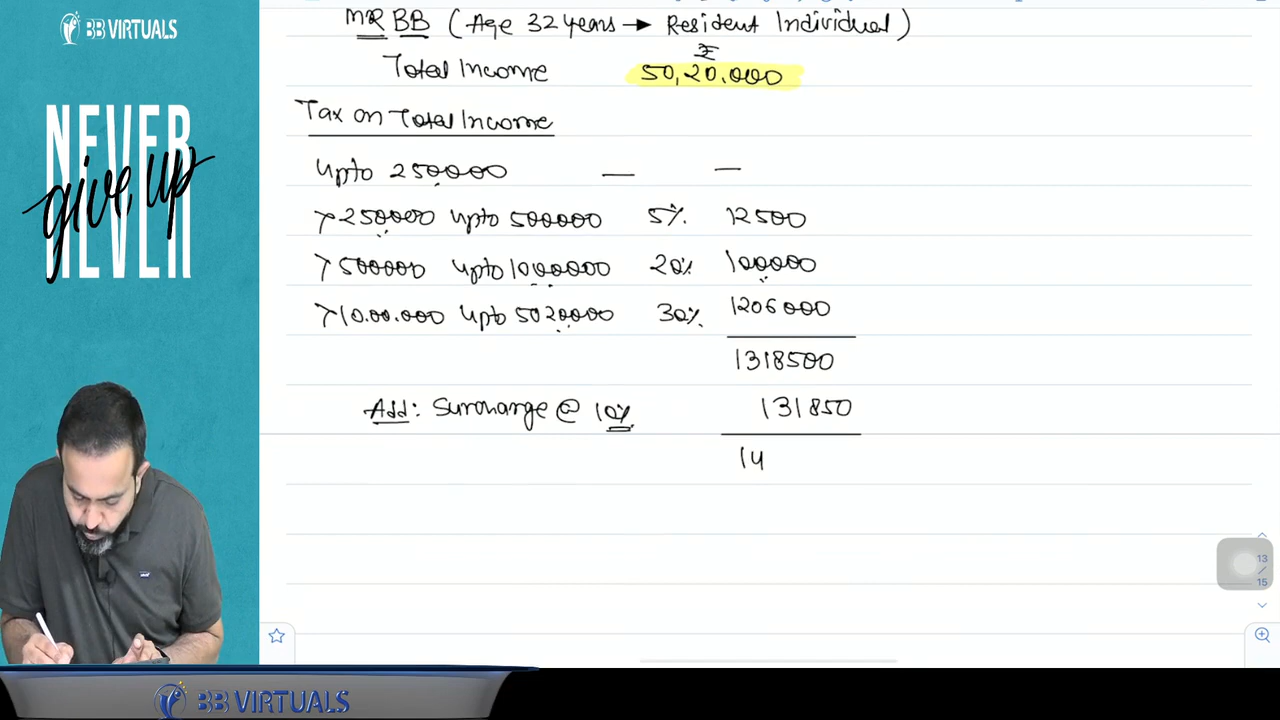 BB VIRTUALS
NEVER
give up
NEVER
MR BB (Age 32 years → Resident Individual)
₹
Total Income 50,20,000
Tax on Total Income
Upto 250000 — —
>250000 upto 500000 5% 12500
>500000 upto 1000000 20% 100000
>10,00,000 upto 5020000 30% 1206000
1318500
Add: Surcharge @ 10% 131850
14
13
/
15
BB VIRTUALS